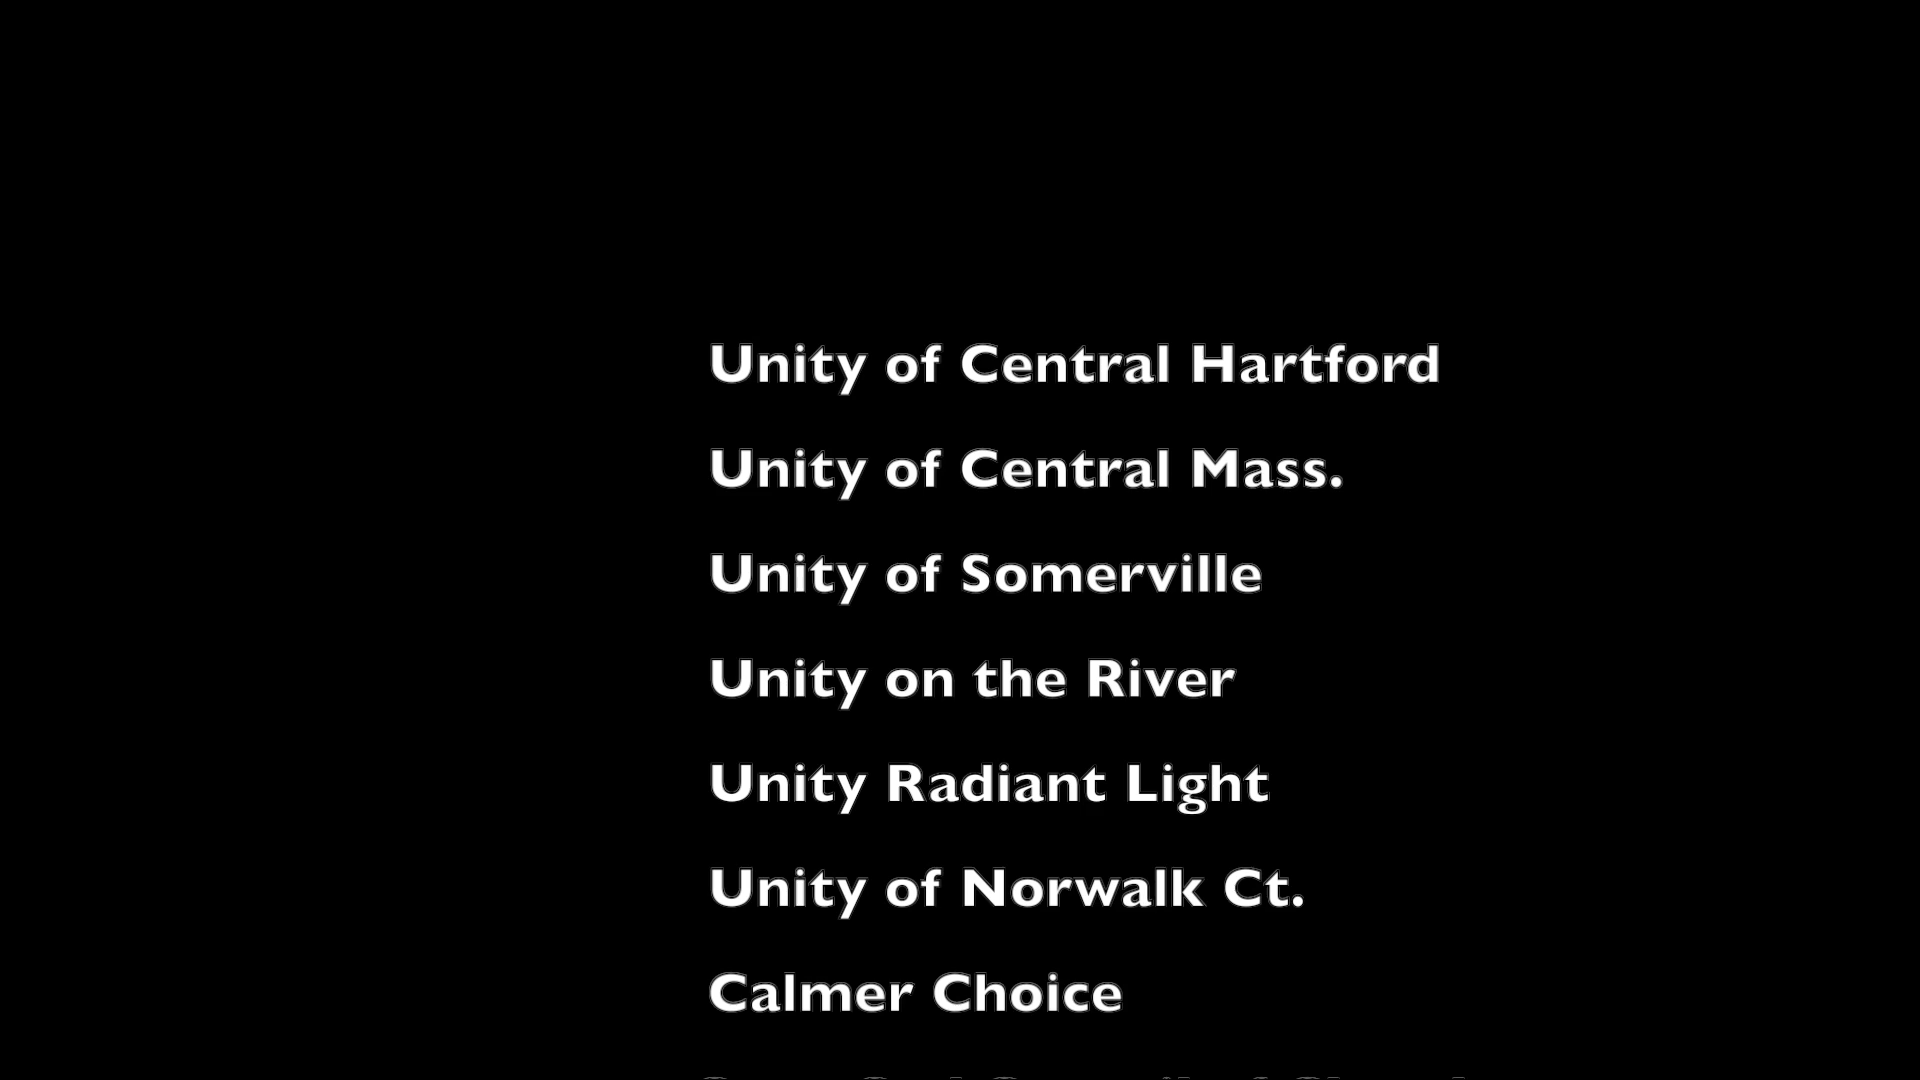 Unity of Central Hartford
Unity of Central Mass.
Unity of Somerville
Unity on the River
Unity Radiant Light
Unity of Norwalk Ct.
Calmer Choice